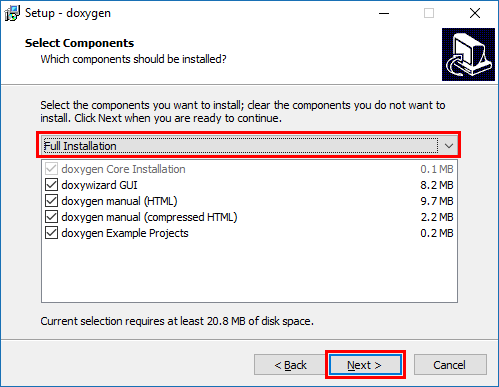 Setup - doxygen
Select Components
Which components should be installed?
Select the components you want to install; clear the components you do not want to
install. Click Next when you are ready to continue.
Full Installation
doxygen Core Installation 0.1 MB
doxywizard GUI 8.2 MB
doxygen manual (HTML) 9.7 MB
doxygen manual (compressed HTML) 2.2 MB
doxygen Example Projects 0.2 MB
Current selection requires at least 20.8 MB of disk space.
< Back Next > Cancel